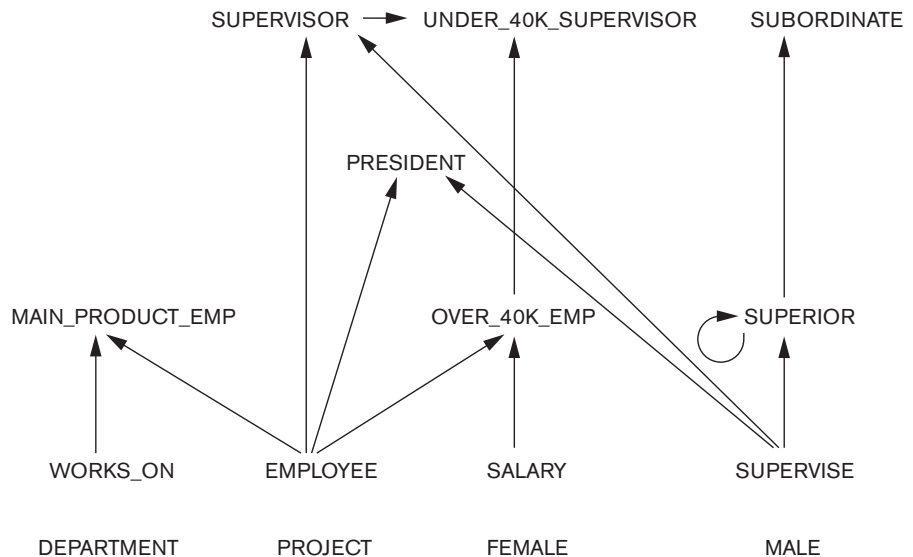 SUPERVISOR UNDER_40K_SUPERVISOR SUBORDINATE
PRESIDENT
MAIN_PRODUCT_EMP OVER_40K_EMP SUPERIOR
WORKS_ON EMPLOYEE SALARY SUPERVISE
DEPARTMENT PROJECT FEMALE MALE